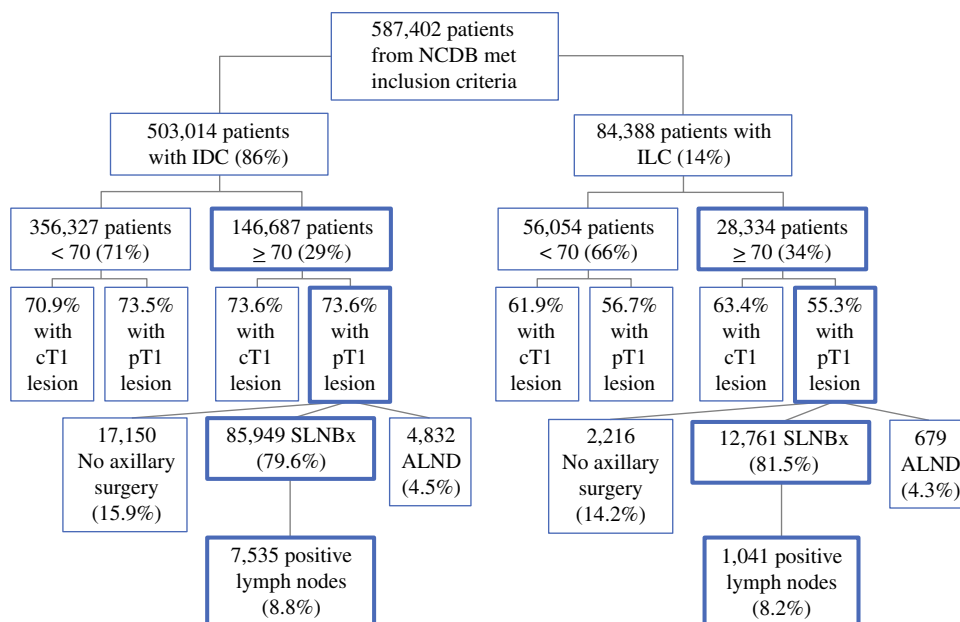 587,402 patients
from NCDB met
inclusion criteria
503,014 patients
with IDC (86%)
84,388 patients with
ILC (14%)
356,327 patients
< 70 (71%)
146,687 patients
≥ 70 (29%)
56,054 patients
< 70 (66%)
28,334 patients
≥ 70 (34%)
70.9%
with
cT1
lesion
73.5%
with
pT1
lesion
73.6%
with
cT1
lesion
73.6%
with
pT1
lesion
61.9%
with
cT1
lesion
56.7%
with
pT1
lesion
63.4%
with
cT1
lesion
55.3%
with
pT1
lesion
17,150
No axillary
surgery
(15.9%)
85,949 SLNBx
(79.6%)
4,832
ALND
(4.5%)
2,216
No axillary
surgery
(14.2%)
12,761 SLNBx
(81.5%)
679
ALND
(4.3%)
7,535 positive
lymph nodes
(8.8%)
1,041 positive
lymph nodes
(8.2%)